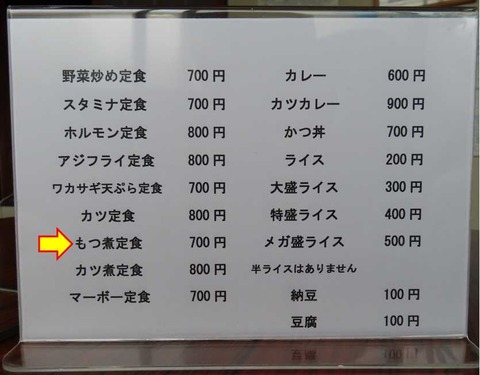 野菜炒め定食 700円
スタミナ定食 700円
ホルモン定食 800円
アジフライ定食 800円
ワカサギ天ぷら定食 700円
カツ定食 800円
もつ煮定食 700円
カツ煮定食 800円
マーボー定食 700円
カレー 600円
カツカレー 900円
かつ丼 700円
ライス 200円
大盛ライス 300円
特盛ライス 400円
メガ盛ライス 500円
半ライスはありません
納豆 100円
豆腐 100円